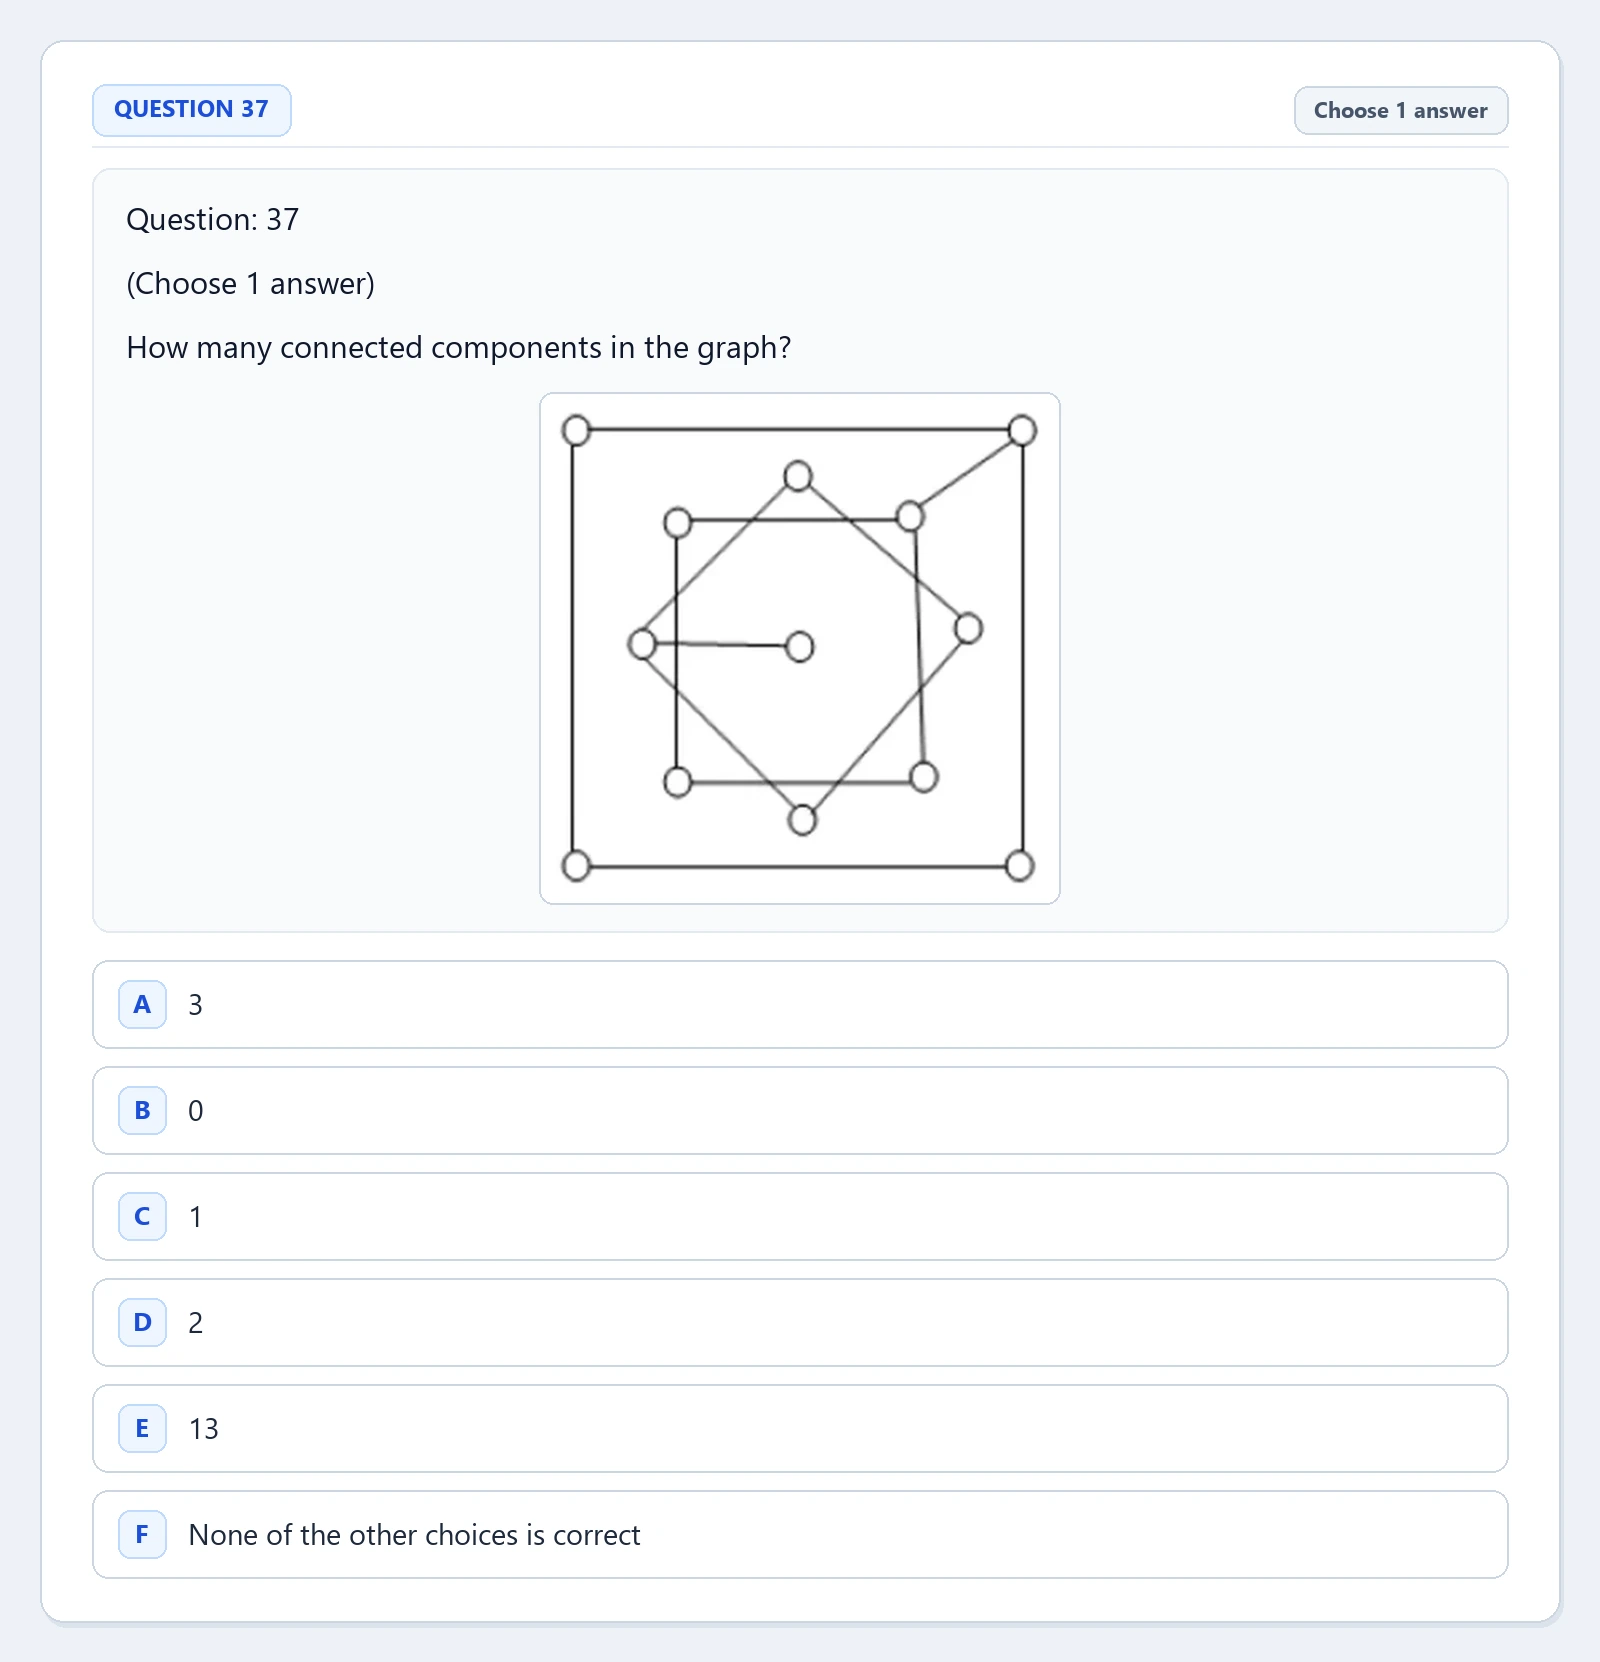 QUESTION 37
Choose 1 answer
Question: 37
(Choose 1 answer)
How many connected components in the graph?
A 3
B 0
C 1
D 2
E 13
F None of the other choices is correct